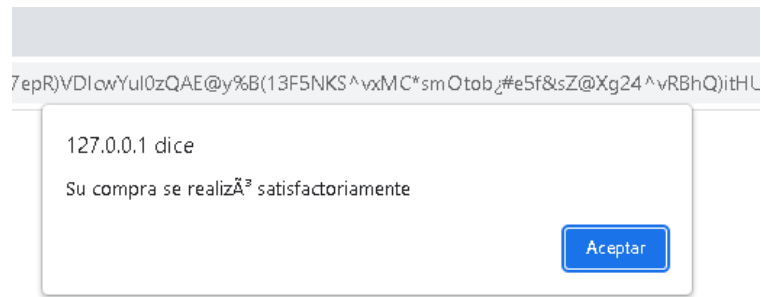 7epR)VDIcwYuI0zQAE@y%B(13F5NKS^vxMC*smOtob¿#e5f&sZ@Xg24^vRBhQ)itHU
127.0.0.1 dice
Su compra se realizÃ³ satisfactoriamente
Aceptar